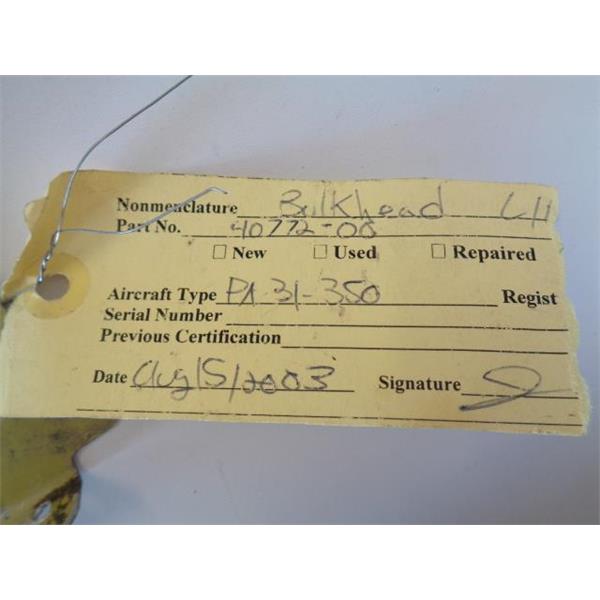 Nomenclature Bulkhead LH
Part No. 40772-00
☐ New ☐ Used ☐ Repaired
Aircraft Type PA-31-350 Regist
Serial Number
Previous Certification
Date Aug 15/2003 Signature